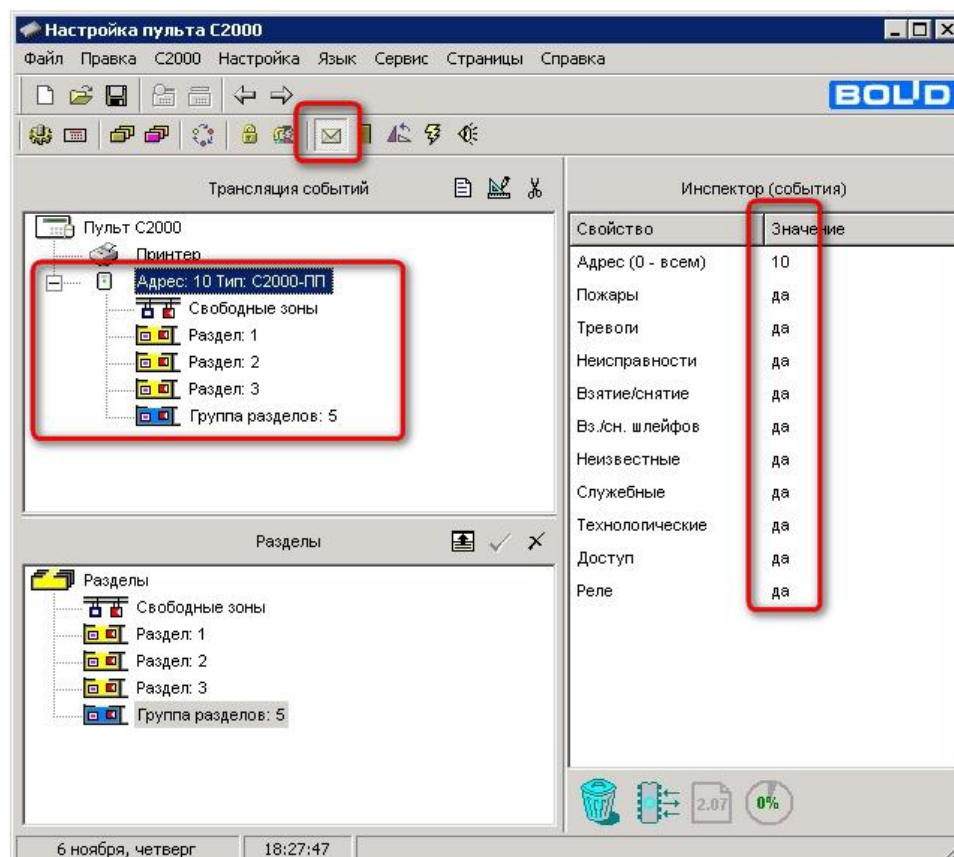 Настройка пульта С2000
Файл Правка С2000 Настройка Язык Сервис Страницы Справка
BOLID
Трансляция событий
Пульт С2000
Принтер
Адрес: 10 Тип: С2000-ПП
Свободные зоны
Раздел: 1
Раздел: 2
Раздел: 3
Группа разделов: 5
Разделы
Разделы
Свободные зоны
Раздел: 1
Раздел: 2
Раздел: 3
Группа разделов: 5
Инспектор (события)
Свойство Значение
Адрес (0 - всем) 10
Пожары да
Тревоги да
Неисправности да
Взятие/снятие да
Вз./сн. шлейфов да
Неизвестные да
Служебные да
Технологические да
Доступ да
Реле да
2.07 0%
6 ноября, четверг 18:27:47